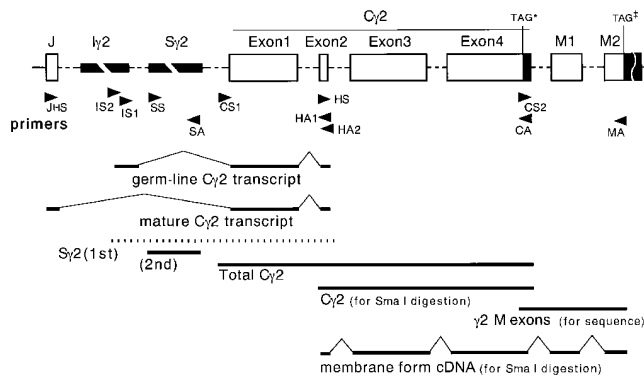 Cγ2
TAG* TAG‡
J Iγ2 Sγ2 Exon1 Exon2 Exon3 Exon4 M1 M2
JHS IS2 IS1 SS SA CS1 HS CS2
primers HA1 HA2 CA MA
germ-line Cγ2 transcript
mature Cγ2 transcript
Sγ2 (1st)
(2nd)
Total Cγ2
Cγ2 (for Sma I digestion)
γ2 M exons (for sequence)
membrane form cDNA (for Sma I digestion)